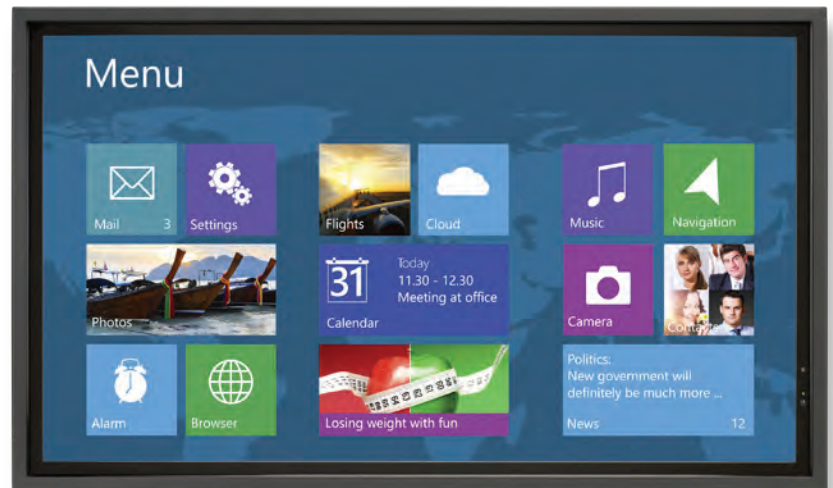 Menu
Mail 3
Settings
Flights
Cloud
Music
Navigation
Photos
31
Calendar
Today
11.30 - 12.30
Meeting at office
Camera
Contacts
Alarm
Browser
Losing weight with fun
Politics:
New government will
definitely be much more ...
News 12